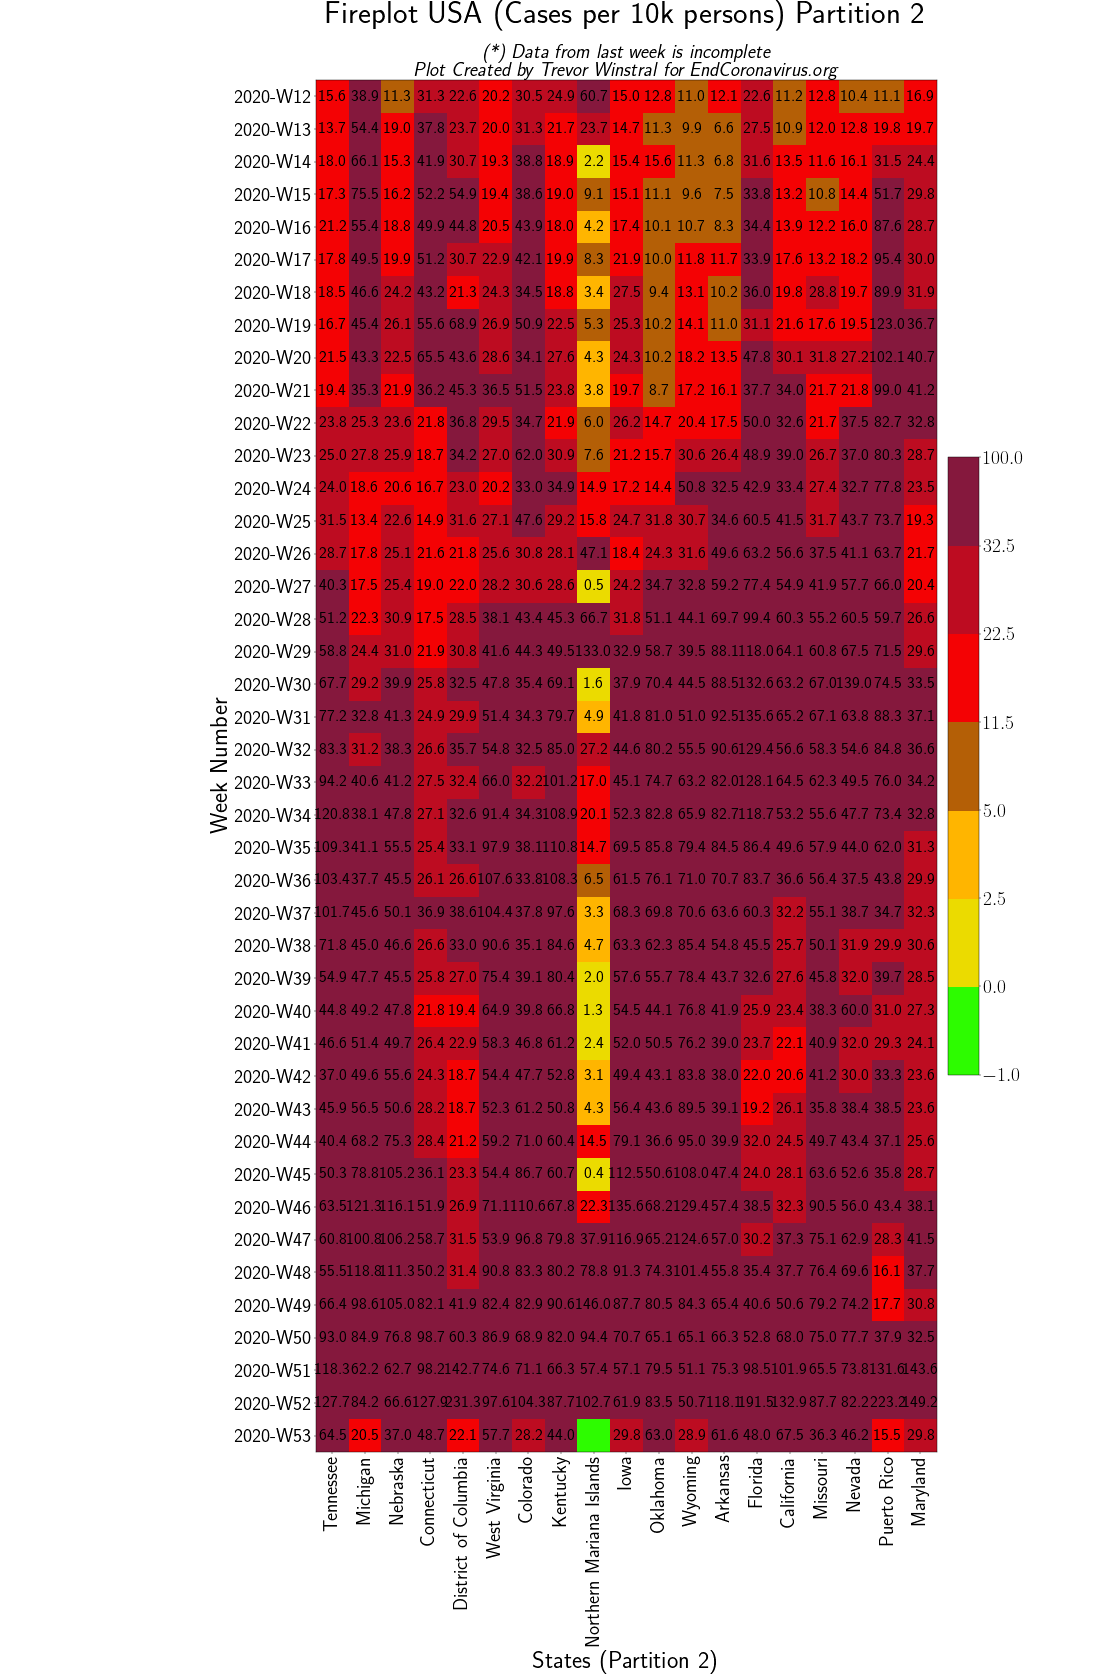 Fireplot USA (Cases per 10k persons) Partition 2
(*) Data from last week is incomplete
Plot Created by Trevor Winstral for EndCoronavirus.org
2020-W12 15.6 38.9 11.3 31.3 22.6 20.2 30.5 24.9 60.7 15.0 12.8 11.0 12.1 22.6 11.2 12.8 10.4 11.1 16.9
2020-W13 13.7 54.4 19.0 37.8 23.7 20.0 31.3 21.7 23.7 14.7 11.3 9.9 6.6 27.5 10.9 12.0 12.8 19.8 19.7
2020-W14 18.0 66.1 15.3 41.9 30.7 19.3 38.8 18.9 2.2 15.4 15.6 11.3 6.8 31.6 13.5 11.6 16.1 31.5 24.4
2020-W15 17.3 75.5 16.2 52.2 54.9 19.4 38.6 19.0 9.1 15.1 11.1 9.6 7.5 33.8 13.2 10.8 14.4 51.7 29.8
2020-W16 21.2 55.4 18.8 49.9 44.8 20.5 43.9 18.0 4.2 17.4 10.1 10.7 8.3 34.4 13.9 12.2 16.0 87.6 28.7
2020-W17 17.8 49.5 19.9 51.2 30.7 22.9 42.1 19.9 8.3 21.9 10.0 11.8 11.7 33.9 17.6 13.2 18.2 95.4 30.0
2020-W18 18.5 46.6 24.2 43.2 21.3 24.3 34.5 18.8 3.4 27.5 9.4 13.1 10.2 36.0 19.8 28.8 19.7 89.9 31.9
2020-W19 16.7 45.4 26.1 55.6 68.9 26.9 50.9 22.5 5.3 25.3 10.2 14.1 11.0 31.1 21.6 17.6 19.5 123.0 36.7
2020-W20 21.5 43.3 22.5 65.5 43.6 28.6 34.1 27.6 4.3 24.3 10.2 18.2 13.5 47.8 30.1 31.8 27.2 102.1 40.7
2020-W21 19.4 35.3 21.9 36.2 45.3 36.5 51.5 23.8 3.8 19.7 8.7 17.2 16.1 37.7 34.0 21.7 21.8 99.0 41.2
2020-W22 23.8 25.3 23.6 21.8 36.8 29.5 34.7 21.9 6.0 26.2 14.7 20.4 17.5 50.0 32.6 21.7 37.5 82.7 32.8
2020-W23 25.0 27.8 25.9 18.7 34.2 27.0 62.0 30.9 7.6 21.2 15.7 30.6 26.4 48.9 39.0 26.7 37.0 80.3 28.7
2020-W24 24.0 18.6 20.6 16.7 23.0 20.2 33.0 34.9 14.9 17.2 14.4 50.8 32.5 42.9 33.4 27.4 32.7 77.8 23.5
2020-W25 31.5 13.4 22.6 14.9 31.6 27.1 47.6 29.2 15.8 24.7 31.8 30.7 34.6 60.5 41.5 31.7 43.7 73.7 19.3
2020-W26 28.7 17.8 25.1 21.6 21.8 25.6 30.8 28.1 47.1 18.4 24.3 31.6 49.6 63.2 56.6 37.5 41.1 63.7 21.7
2020-W27 40.3 17.5 25.4 19.0 22.0 28.2 30.6 28.6 0.5 24.2 34.7 32.8 59.2 77.4 54.9 41.9 57.7 66.0 20.4
2020-W28 51.2 22.3 30.9 17.5 28.5 38.1 43.4 45.3 66.7 31.8 51.1 44.1 69.7 99.4 60.3 55.2 60.5 59.7 26.6
2020-W29 58.8 24.4 31.0 21.9 30.8 41.6 44.3 49.5 133.0 32.9 58.7 39.5 88.1 118.0 64.1 60.8 67.5 71.5 29.6
2020-W30 67.7 29.2 39.9 25.8 32.5 47.8 35.4 69.1 1.6 37.9 70.4 44.5 88.5 132.6 63.2 67.0 139.0 74.5 33.5
2020-W31 77.2 32.8 41.3 24.9 29.9 51.4 34.3 79.7 4.9 41.8 81.0 51.0 92.5 135.6 65.2 67.1 63.8 88.3 37.1
2020-W32 83.3 31.2 38.3 26.6 35.7 54.8 32.5 85.0 27.2 44.6 80.2 55.5 90.6 129.4 56.6 58.3 54.6 84.8 36.6
2020-W33 94.2 40.6 41.2 27.5 32.4 66.0 32.2 101.2 17.0 45.1 74.7 63.2 82.0 128.1 64.5 62.3 49.5 76.0 34.2
2020-W34 120.8 38.1 47.8 27.1 32.6 91.4 34.3 108.9 20.1 52.3 82.8 65.9 82.7 118.7 53.2 55.6 47.7 73.4 32.8
2020-W35 109.3 41.1 55.5 25.4 33.1 97.9 38.1 110.8 14.7 69.5 85.8 79.4 84.5 86.4 49.6 57.9 44.0 62.0 31.3
2020-W36 103.4 37.7 45.5 26.1 26.6 107.6 33.8 108.3 6.5 61.5 76.1 71.0 70.7 83.7 36.6 56.4 37.5 43.8 29.9
2020-W37 101.7 45.6 50.1 36.9 38.6 104.4 37.8 97.6 3.3 68.3 69.8 70.6 63.6 60.3 32.2 55.1 38.7 34.7 32.3
2020-W38 71.8 45.0 46.6 26.6 33.0 90.6 35.1 84.6 4.7 63.3 62.3 85.4 54.8 45.5 25.7 50.1 31.9 29.9 30.6
2020-W39 54.9 47.7 45.5 25.8 27.0 75.4 39.1 80.4 2.0 57.6 55.7 78.4 43.7 32.6 27.6 45.8 32.0 39.7 28.5
2020-W40 44.8 49.2 47.8 21.8 19.4 64.9 39.8 66.8 1.3 54.5 44.1 76.8 41.9 25.9 23.4 38.3 60.0 31.0 27.3
2020-W41 46.6 51.4 49.7 26.4 22.9 58.3 46.8 61.2 2.4 52.0 50.5 76.2 39.0 23.7 22.1 40.9 32.0 29.3 24.1
2020-W42 37.0 49.6 55.6 24.3 18.7 54.4 47.7 52.8 3.1 49.4 43.1 83.8 38.0 22.0 20.6 41.2 30.0 33.3 23.6
2020-W43 45.9 56.5 50.6 28.2 18.7 52.3 61.2 50.8 4.3 56.4 43.6 89.5 39.1 19.2 26.1 35.8 38.4 38.5 23.6
2020-W44 40.4 68.2 75.3 28.4 21.2 59.2 71.0 60.4 14.5 79.1 36.6 95.0 39.9 32.0 24.5 49.7 43.4 37.1 25.6
2020-W45 50.3 78.8 105.2 36.1 23.3 54.4 86.7 60.7 0.4 112.5 50.6 108.0 47.4 24.0 28.1 63.6 52.6 35.8 28.7
2020-W46 63.5 121.3 116.1 51.9 26.9 71.1 110.6 67.8 22.3 135.6 68.2 129.4 57.4 38.5 32.3 90.5 56.0 43.4 38.1
2020-W47 60.8 100.8 106.2 58.7 31.5 53.9 96.8 79.8 37.9 116.9 65.2 124.6 57.0 30.2 37.3 75.1 62.9 28.3 41.5
2020-W48 55.5 118.8 111.3 50.2 31.4 90.8 83.3 80.2 78.8 91.3 74.3 101.4 55.8 35.4 37.7 76.4 69.6 16.1 37.7
2020-W49 66.4 98.6 105.0 82.1 41.9 82.4 82.9 90.6 146.0 87.7 80.5 84.3 65.4 40.6 50.6 79.2 74.2 17.7 30.8
2020-W50 93.0 84.9 76.8 98.7 60.3 86.9 68.9 82.0 94.4 70.7 65.1 65.1 66.3 52.8 68.0 75.0 77.7 37.9 32.5
2020-W51 118.3 62.2 62.7 98.2 142.7 74.6 71.1 66.3 57.4 57.1 79.5 51.1 75.3 98.5 101.9 65.5 73.8 131.6 143.6
2020-W52 127.7 84.2 66.6 127.9 231.3 97.6 104.3 87.7 102.7 61.9 83.5 50.7 118.1 191.5 132.9 87.7 82.2 223.2 149.2
2020-W53 64.5 20.5 37.0 48.7 22.1 57.7 28.2 44.0 29.8 63.0 28.9 61.6 48.0 67.5 36.3 46.2 15.5 29.8
Week Number
Tennessee
Michigan
Nebraska
Connecticut
District of Columbia
West Virginia
Colorado
Kentucky
Northern Mariana Islands
Iowa
Oklahoma
Wyoming
Arkansas
Florida
California
Missouri
Nevada
Puerto Rico
Maryland
States (Partition 2)
100.0
32.5
22.5
11.5
5.0
2.5
0.0
−1.0